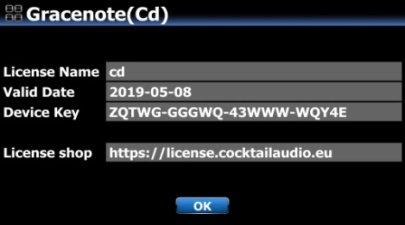 Gracenote(Cd)
License Name cd
Valid Date 2019-05-08
Device Key ZQTWG-GGGWQ-43WWW-WQY4E
License shop https://license.cocktailaudio.eu
OK